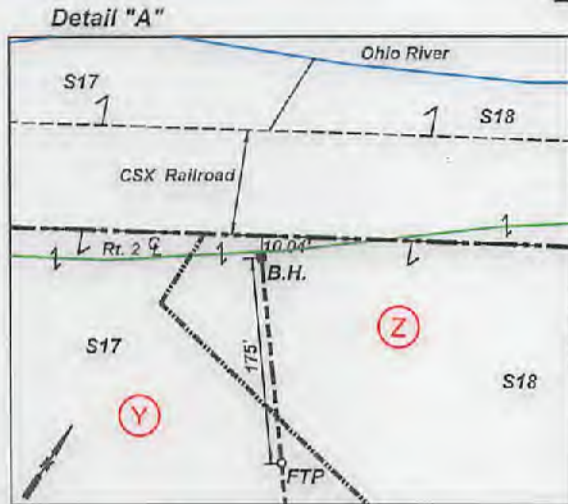 Detail "A"
Ohio River
S17
S18
CSX Railroad
Rt. 2 ℄
10.04'
B.H.
175'
Z
S17
S18
Y
FTP